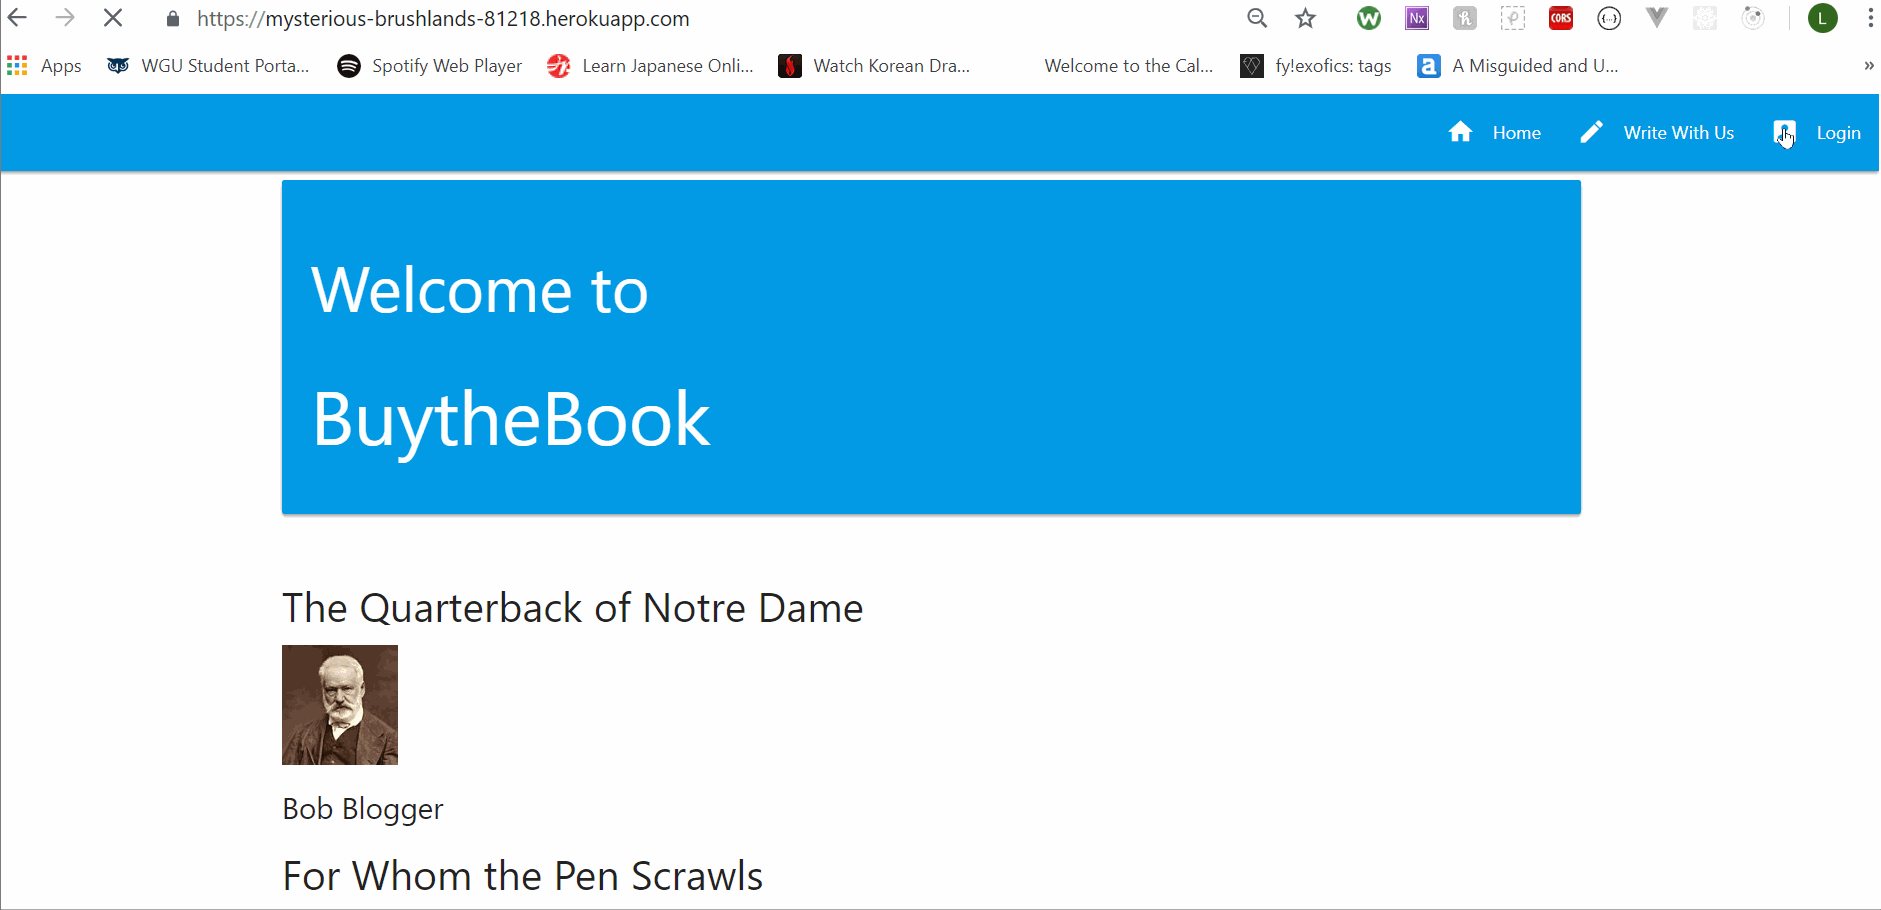 https://mysterious-brushlands-81218.herokuapp.com
W Nx h p CORS {···} L
Apps WGU Student Porta... Spotify Web Player Learn Japanese Onli... Watch Korean Dra... Welcome to the Cal... fy!exofics: tags a A Misguided and U... »
Home Write With Us Login
Welcome to
BuytheBook
The Quarterback of Notre Dame
Bob Blogger
For Whom the Pen Scrawls